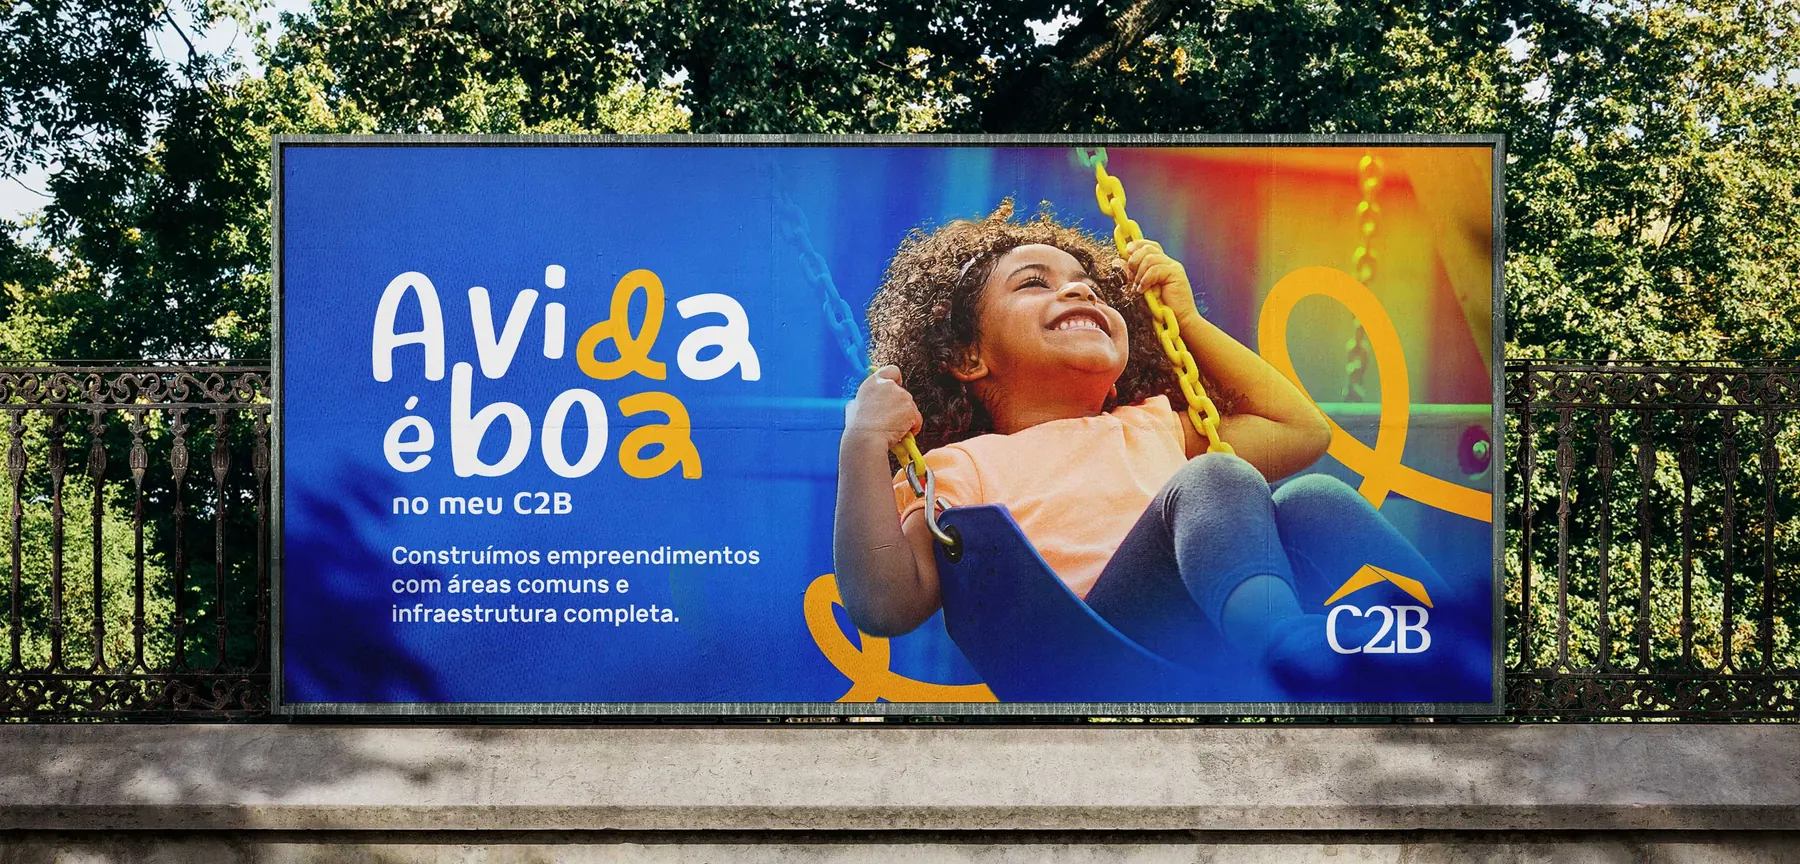 A vida
é boa
no meu C2B
Construímos empreendimentos
com áreas comuns e
infraestrutura completa.
C2B